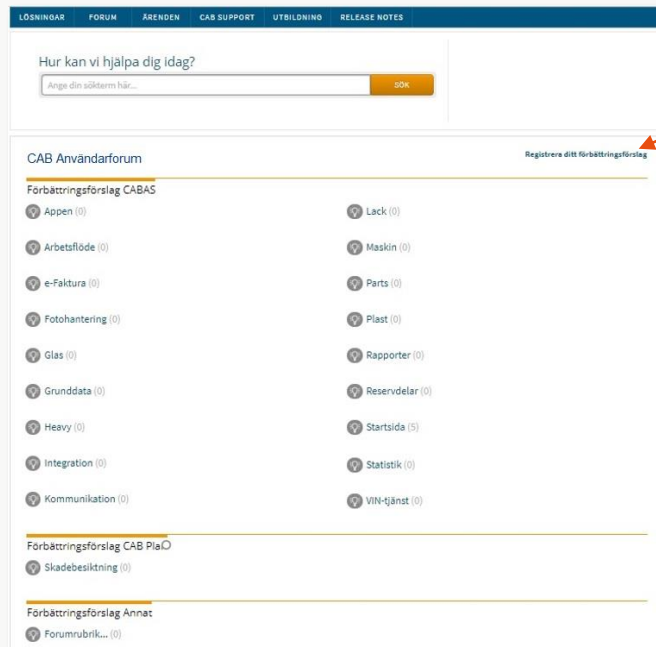 LÖSNINGAR FORUM ÄRENDEN CAB SUPPORT UTBILDNING RELEASE NOTES
Hur kan vi hjälpa dig idag?
Ange din sökterm här... SÖK
CAB Användarforum
Registrera ditt förbättringsförslag
Förbättringsförslag CABAS
Appen (0)
Lack (0)
Arbetsflöde (0)
Maskin (0)
e-Faktura (0)
Parts (0)
Fotohantering (0)
Plast (0)
Glas (0)
Rapporter (0)
Grunddata (0)
Reservdelar (0)
Heavy (0)
Startsida (5)
Integration (0)
Statistik (0)
Kommunikation (0)
VIN-tjänst (0)
Förbättringsförslag CAB
Skadebesiktning (0)
Förbättringsförslag Annat
Forumrubrik... (0)